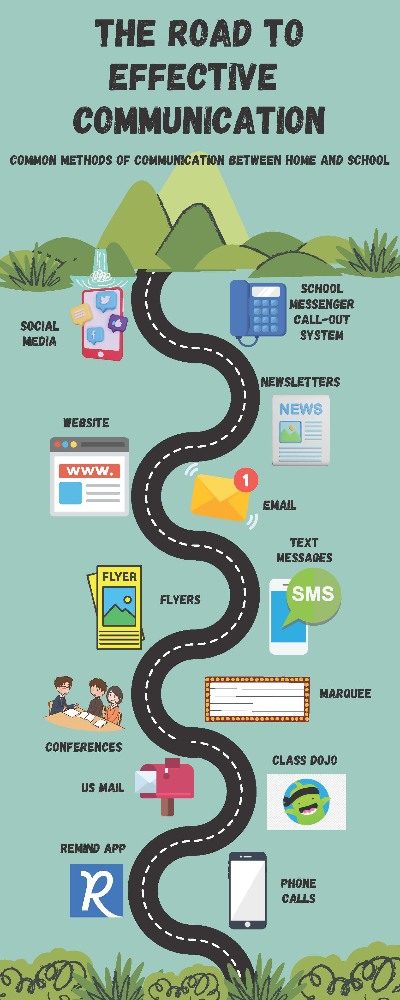 THE ROAD TO
EFFECTIVE
COMMUNICATION
COMMON METHODS OF COMMUNICATION BETWEEN HOME AND SCHOOL
SCHOOL
MESSENGER
CALL-OUT
SYSTEM
SOCIAL
MEDIA
f
NEWSLETTERS
NEWS
WEBSITE
WWW.
1
EMAIL
TEXT
MESSAGES
SMS
FLYER
FLYERS
MARQUEE
CONFERENCES
CLASS DOJO
US MAIL
REMIND APP
R
PHONE
CALLS